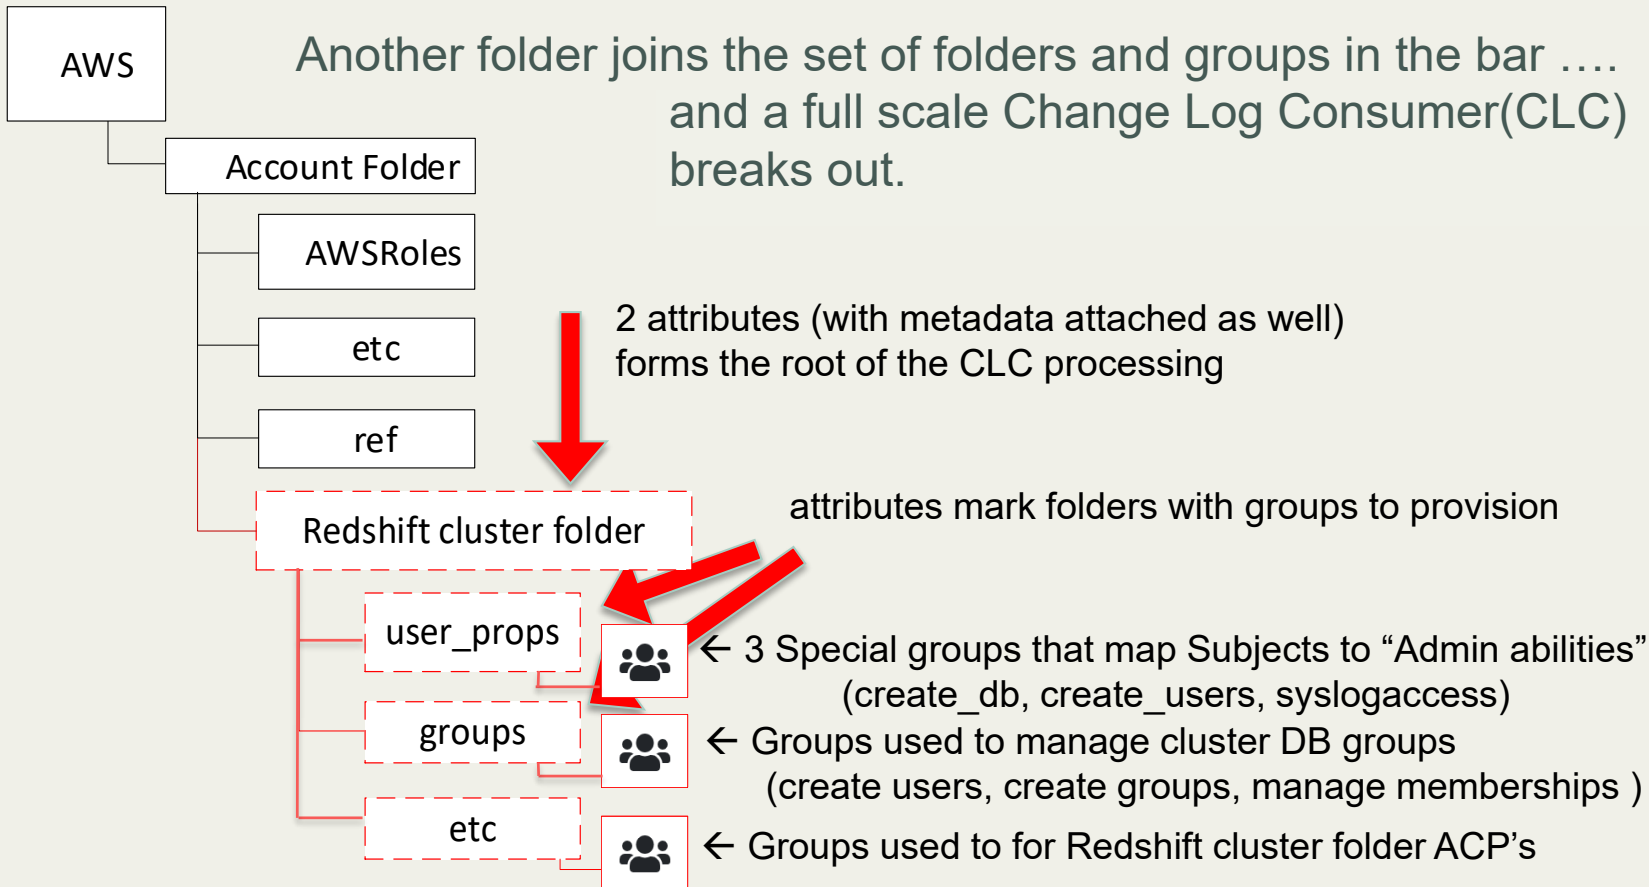 AWS
Another folder joins the set of folders and groups in the bar ….
and a full scale Change Log Consumer(CLC)
breaks out.
Account Folder
AWSRoles
etc
ref
2 attributes (with metadata attached as well)
forms the root of the CLC processing
Redshift cluster folder
attributes mark folders with groups to provision
user_props
← 3 Special groups that map Subjects to “Admin abilities”
(create_db, create_users, syslogaccess)
groups
← Groups used to manage cluster DB groups
(create users, create groups, manage memberships )
etc
← Groups used to for Redshift cluster folder ACP’s